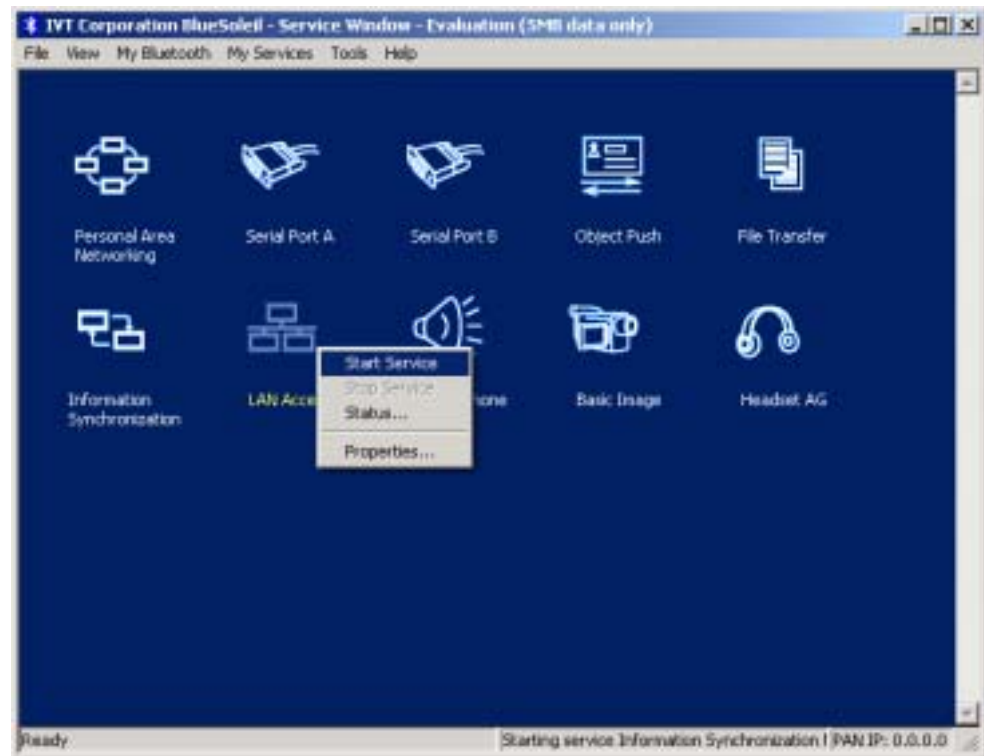 IVT Corporation BlueSoleil - Service Window - Evaluation (5MB data only)
File View My Bluetooth My Services Tools Help
Personal Area
Networking
Serial Port A
Serial Port B
Object Push
File Transfer
Information
Synchronization
LAN Acce
Start Service
Stop Service
Status...
Properties...
hone
Basic Image
Headset AG
Ready
Starting service Information Synchronization
PAN IP: 0.0.0.0